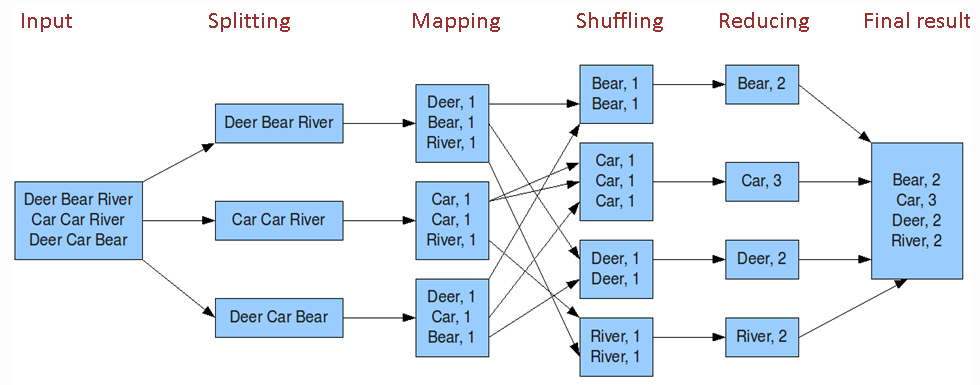 Input
Splitting
Mapping
Shuffling
Reducing
Final result
Deer Bear River
Car Car River
Deer Car Bear
Deer Bear River
Car Car River
Deer Car Bear
Deer, 1
Bear, 1
River, 1
Car, 1
Car, 1
River, 1
Deer, 1
Car, 1
Bear, 1
Bear, 1
Bear, 1
Car, 1
Car, 1
Car, 1
Deer, 1
Deer, 1
River, 1
River, 1
Bear, 2
Car, 3
Deer, 2
River, 2
Bear, 2
Car, 3
Deer, 2
River, 2